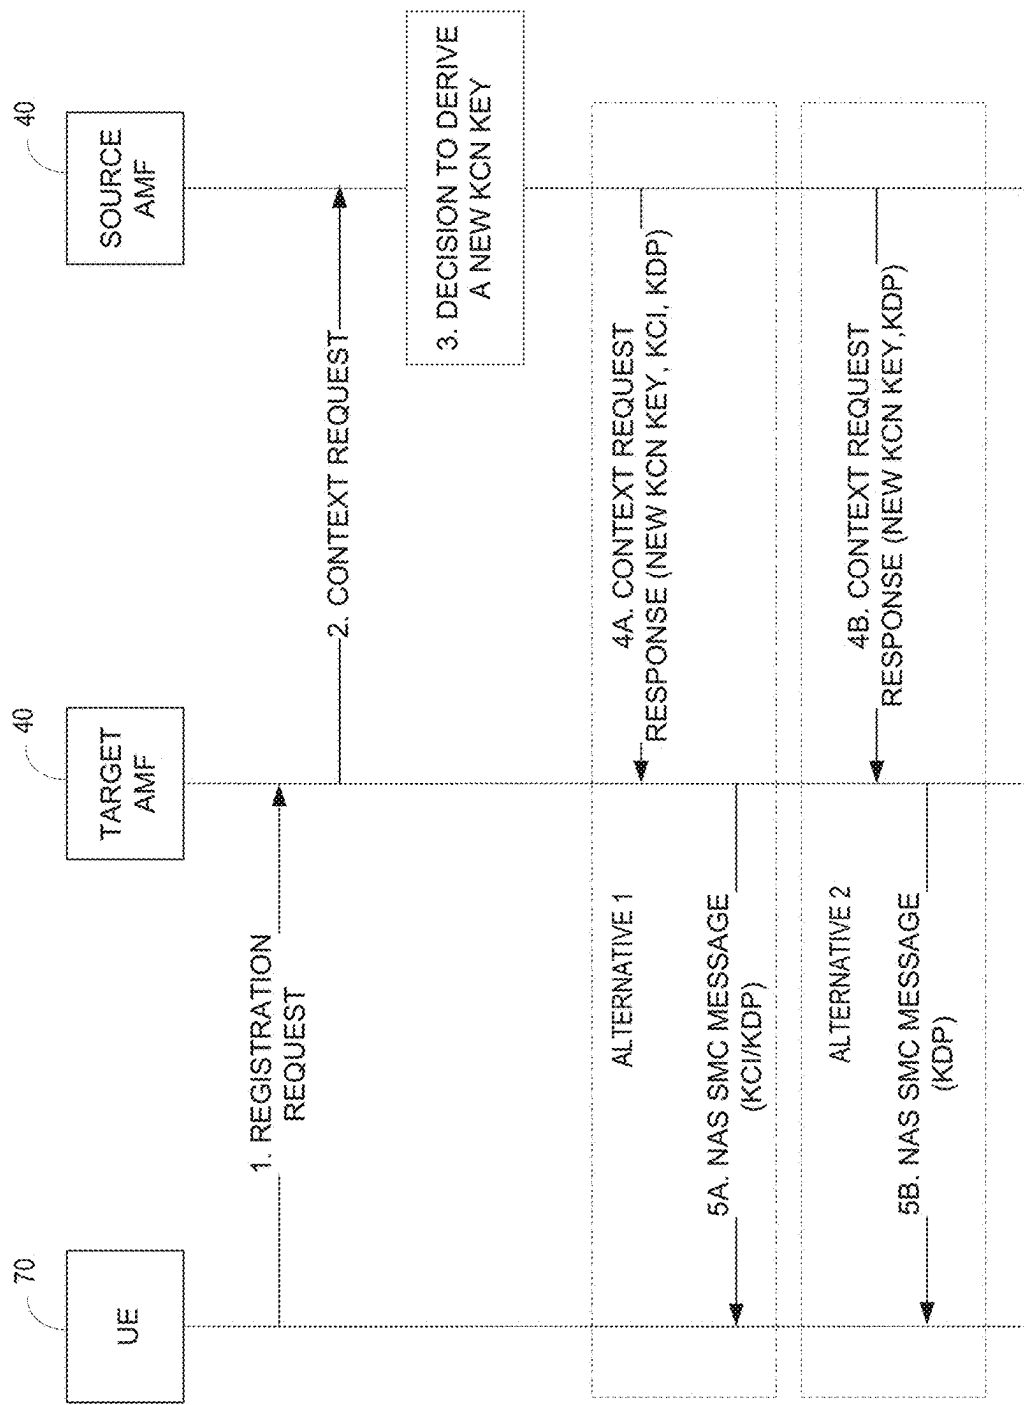 70
UE
40
TARGET
AMF
40
SOURCE
AMF
1. REGISTRATION
REQUEST
2. CONTEXT REQUEST
3. DECISION TO DERIVE
A NEW KCN KEY
ALTERNATIVE 1
4A. CONTEXT REQUEST
RESPONSE (NEW KCN KEY, KCI, KDP)
5A. NAS SMC MESSAGE
(KCI/KDP)
ALTERNATIVE 2
4B. CONTEXT REQUEST
RESPONSE (NEW KCN KEY,KDP)
5B. NAS SMC MESSAGE
(KDP)